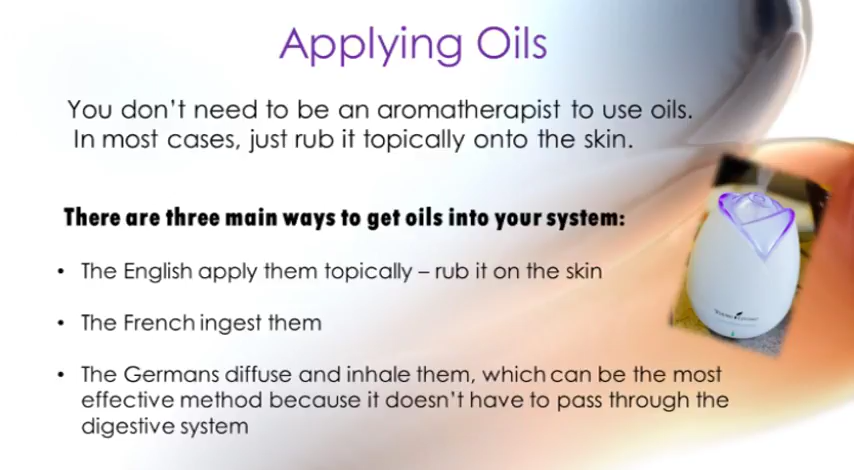 Applying Oils
You don't need to be an aromatherapist to use oils.
In most cases, just rub it topically onto the skin.
There are three main ways to get oils into your system:
• The English apply them topically – rub it on the skin
• The French ingest them
• The Germans diffuse and inhale them, which can be the most
effective method because it doesn't have to pass through the
digestive system